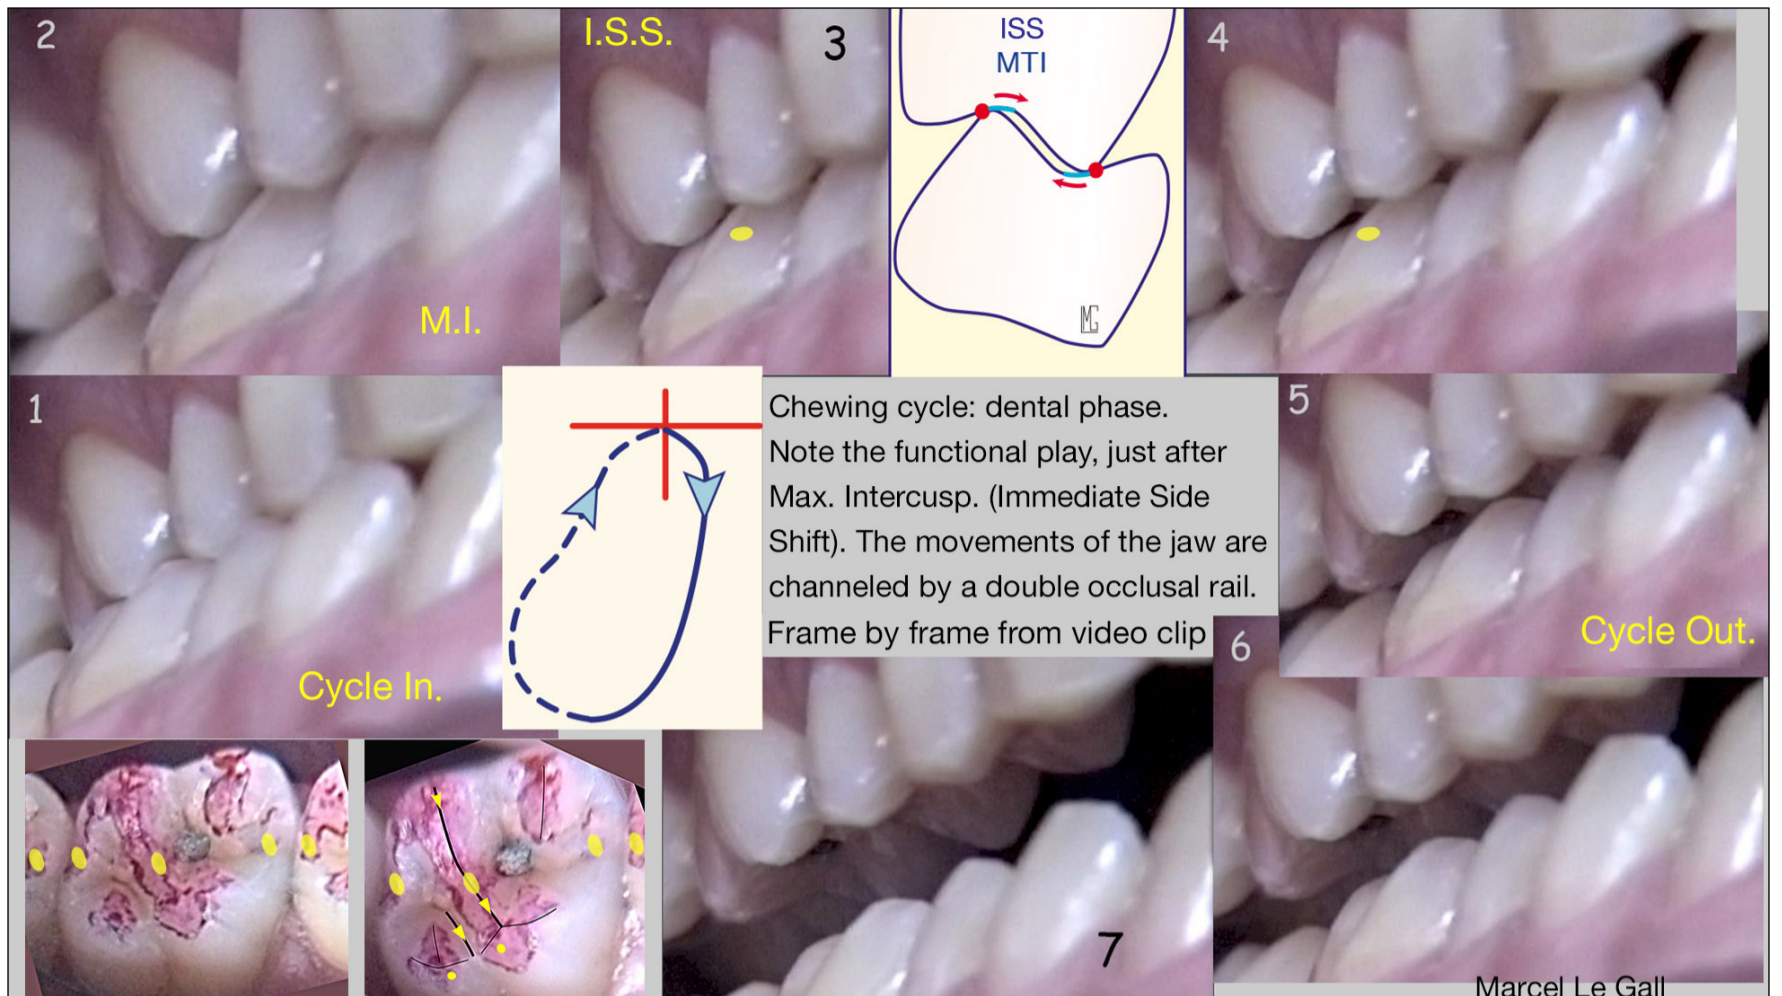 2
M.I.
I.S.S.
3
ISS
MTI
LMG
4
1
Cycle In.
Chewing cycle: dental phase.
Note the functional play, just after
Max. Intercusp. (Immediate Side
Shift). The movements of the jaw are
channeled by a double occlusal rail.
Frame by frame from video clip
5
Cycle Out.
6
7
Marcel Le Gall